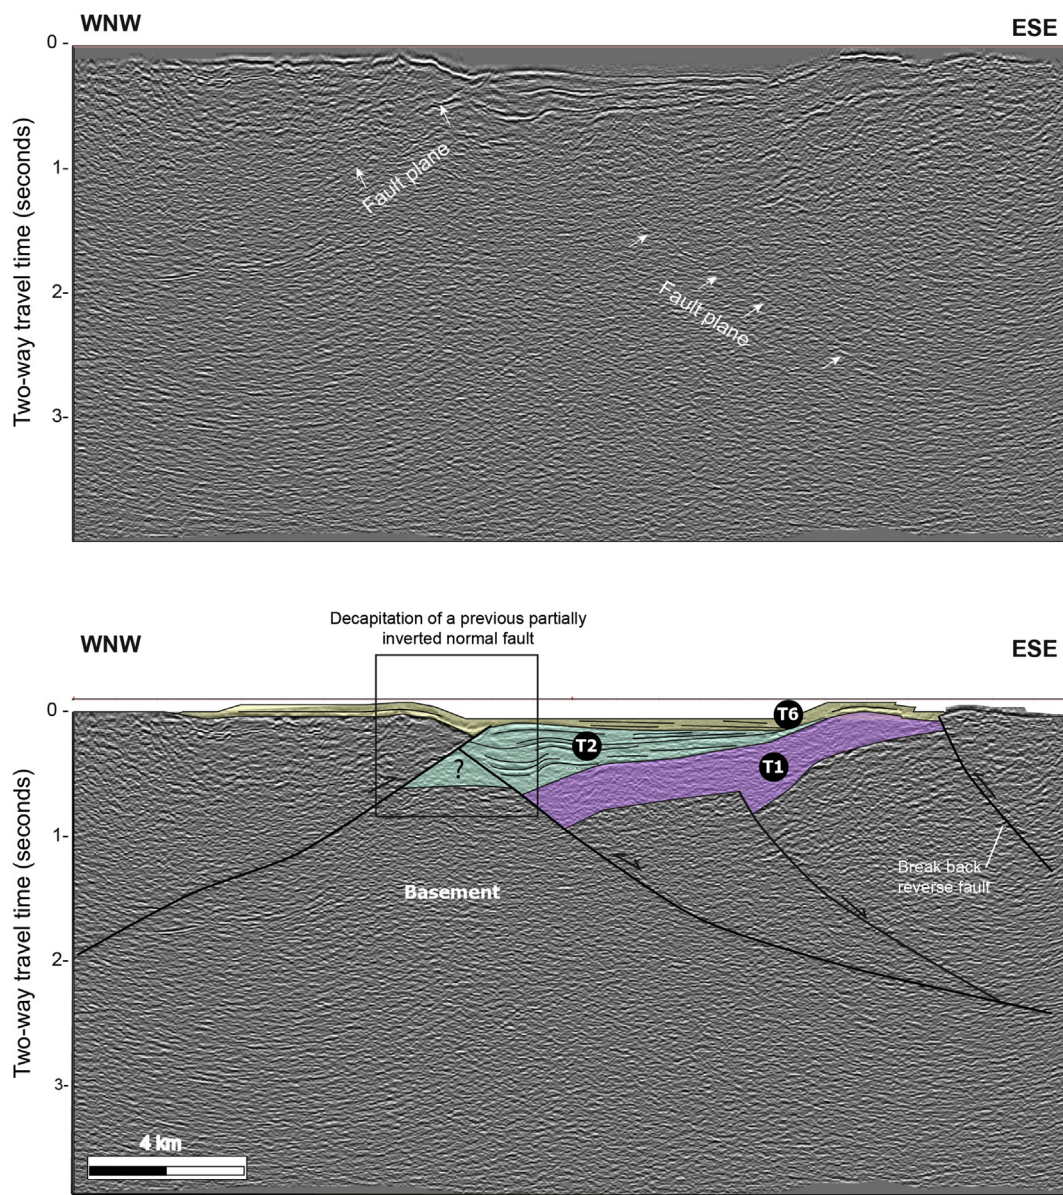 WNW
ESE
0
1
2
3
Two-way travel time (seconds)
Fault plane
Fault plane
Decapitation of a previous partially
inverted normal fault
WNW
ESE
0
1
2
3
Two-way travel time (seconds)
T6
T2
T1
?
Basement
Break back
reverse fault
4 km